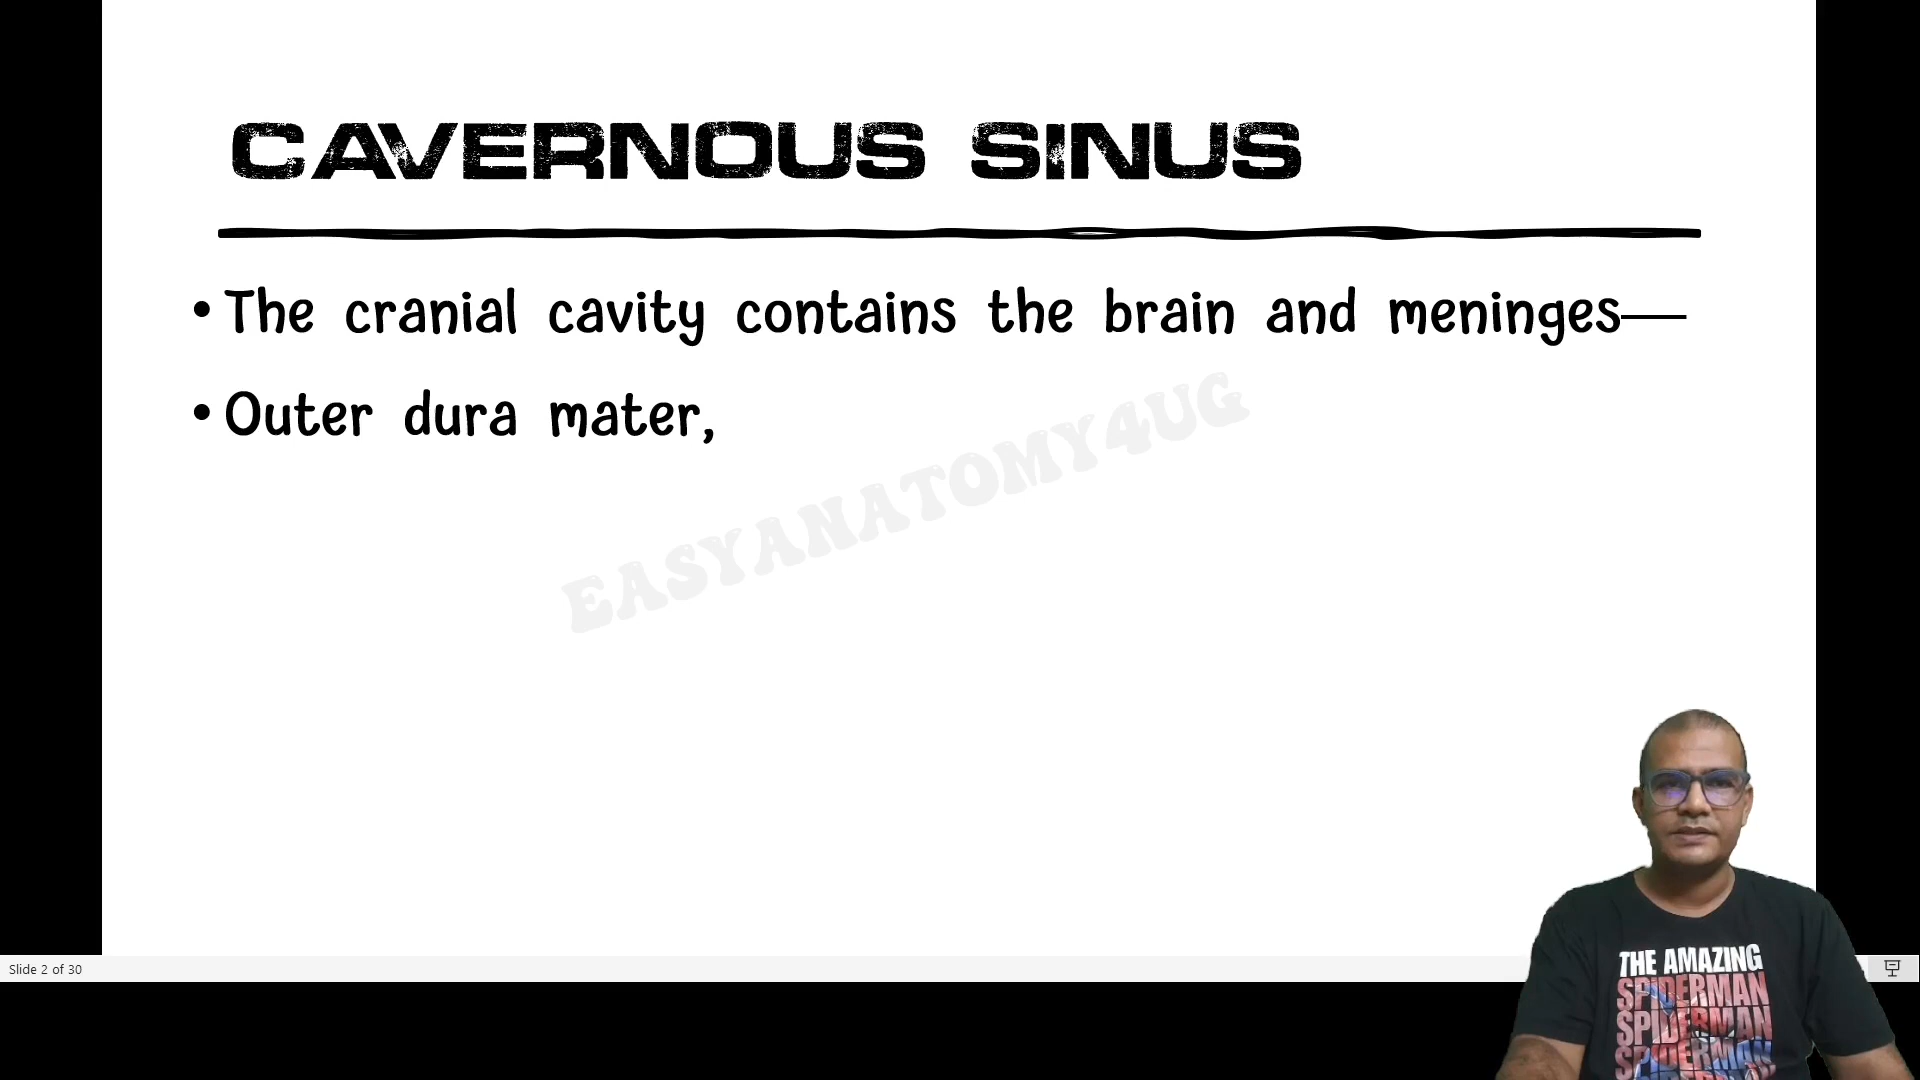 CAVERNOUS SINUS
• The cranial cavity contains the brain and meninges—
• Outer dura mater,
EASYANATOMY4UG
Slide 2 of 30
THE AMAZING
SPIDERMAN
SPIDERMAN
SPIDERMAN